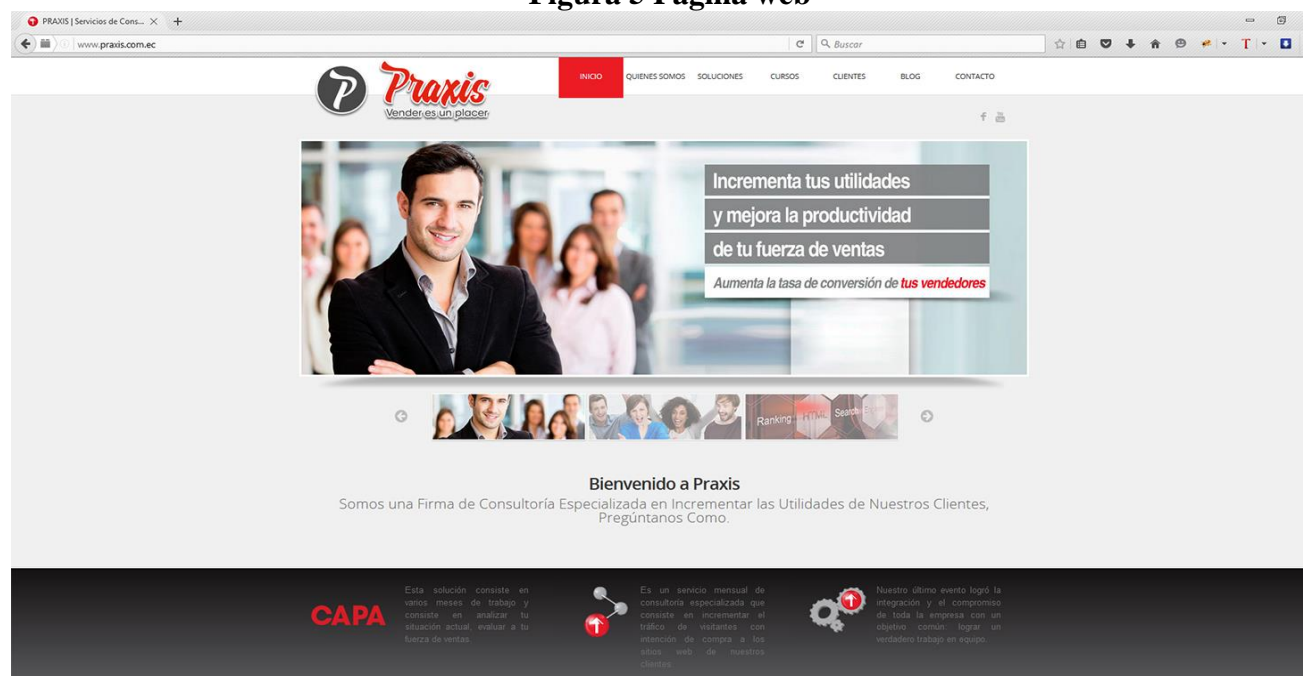 Figura 5 Página web
PRAXIS | Servicios de Cons...
www.praxis.com.ec
Buscar
P
Praxis
Vender es un placer
INICIO
QUIENES SOMOS
SOLUCIONES
CURSOS
CLIENTES
BLOG
CONTACTO
Incrementa tus utilidades
y mejora la productividad
de tu fuerza de ventas
Aumenta la tasa de conversión de tus vendedores
Ranking HTML Search
Bienvenido a Praxis
Somos una Firma de Consultoría Especializada en Incrementar las Utilidades de Nuestros Clientes,
Pregúntanos Como.
CAPA
Esta solución consiste en
varios meses de trabajo y
consiste en analizar tu
situación actual, evaluar a tu
fuerza de ventas.
Es un servicio mensual de
consultoría especializada que
consiste en incrementar el
tráfico de visitantes con
intención de compra a los
sitios web de nuestros
clientes
Nuestro último evento logró la
integración y el compromiso
de toda la empresa con un
objetivo común: lograr un
verdadero trabajo en equipo.